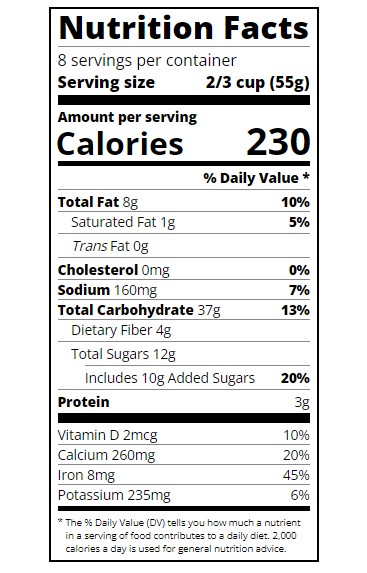 Nutrition Facts
8 servings per container
Serving size 2/3 cup (55g)
Amount per serving
Calories 230
% Daily Value *
Total Fat 8g 10%
Saturated Fat 1g 5%
Trans Fat 0g
Cholesterol 0mg 0%
Sodium 160mg 7%
Total Carbohydrate 37g 13%
Dietary Fiber 4g
Total Sugars 12g
Includes 10g Added Sugars 20%
Protein 3g
Vitamin D 2mcg 10%
Calcium 260mg 20%
Iron 8mg 45%
Potassium 235mg 6%
* The % Daily Value (DV) tells you how much a nutrient
in a serving of food contributes to a daily diet. 2,000
calories a day is used for general nutrition advice.